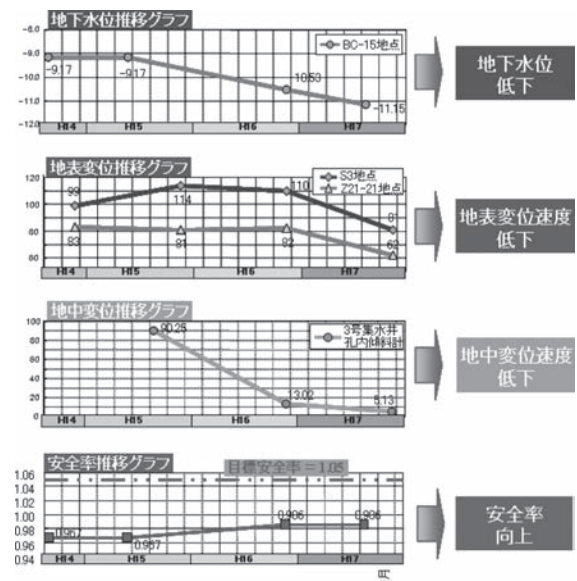 地下水位推移グラフ
-8.0
-9.0
-10.0
-11.0
-12.0
BC-15地点
-9.17
-9.17
10.53
-11.15
H14
H15
H16
H17
地下水位
低下
地表変位推移グラフ
120
100
80
60
S3地点
Z21-21地点
99
114
110
81
83
81
82
62
H14
H15
H16
H17
地表変位速度
低下
地中変位推移グラフ
100
80
60
40
20
0
3号集水井
孔内傾斜計
90.25
13.02
5.13
H14
H15
H16
H17
地中変位速度
低下
安全率推移グラフ
目標安全率＝1.05
1.06
1.04
1.02
1.00
0.98
0.96
0.94
0.967
0.967
0.986
0.986
H14
H15
H16
H17
月
安全率
向上